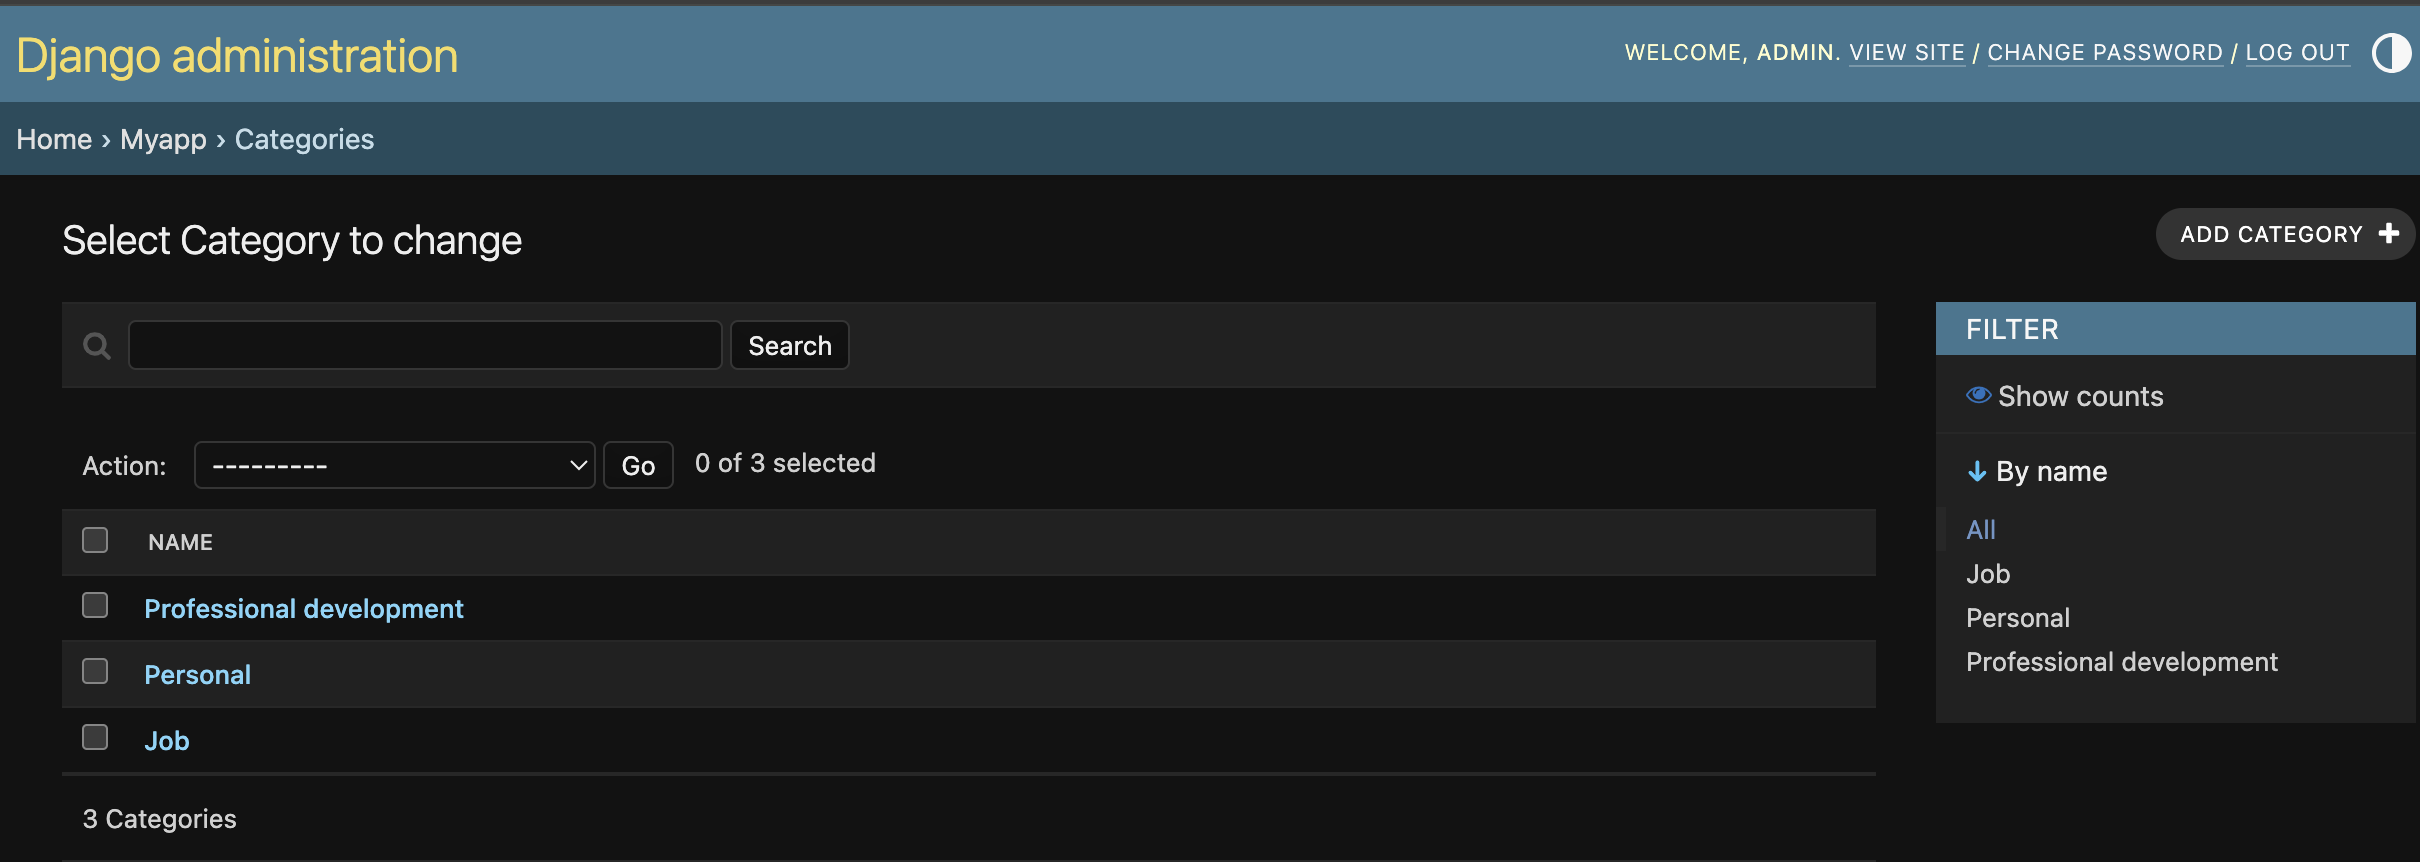 Django administration
WELCOME, ADMIN. VIEW SITE / CHANGE PASSWORD / LOG OUT
Home › Myapp › Categories
Select Category to change
ADD CATEGORY
Search
Action: --------- Go 0 of 3 selected
NAME
Professional development
Personal
Job
3 Categories
FILTER
Show counts
By name
All
Job
Personal
Professional development